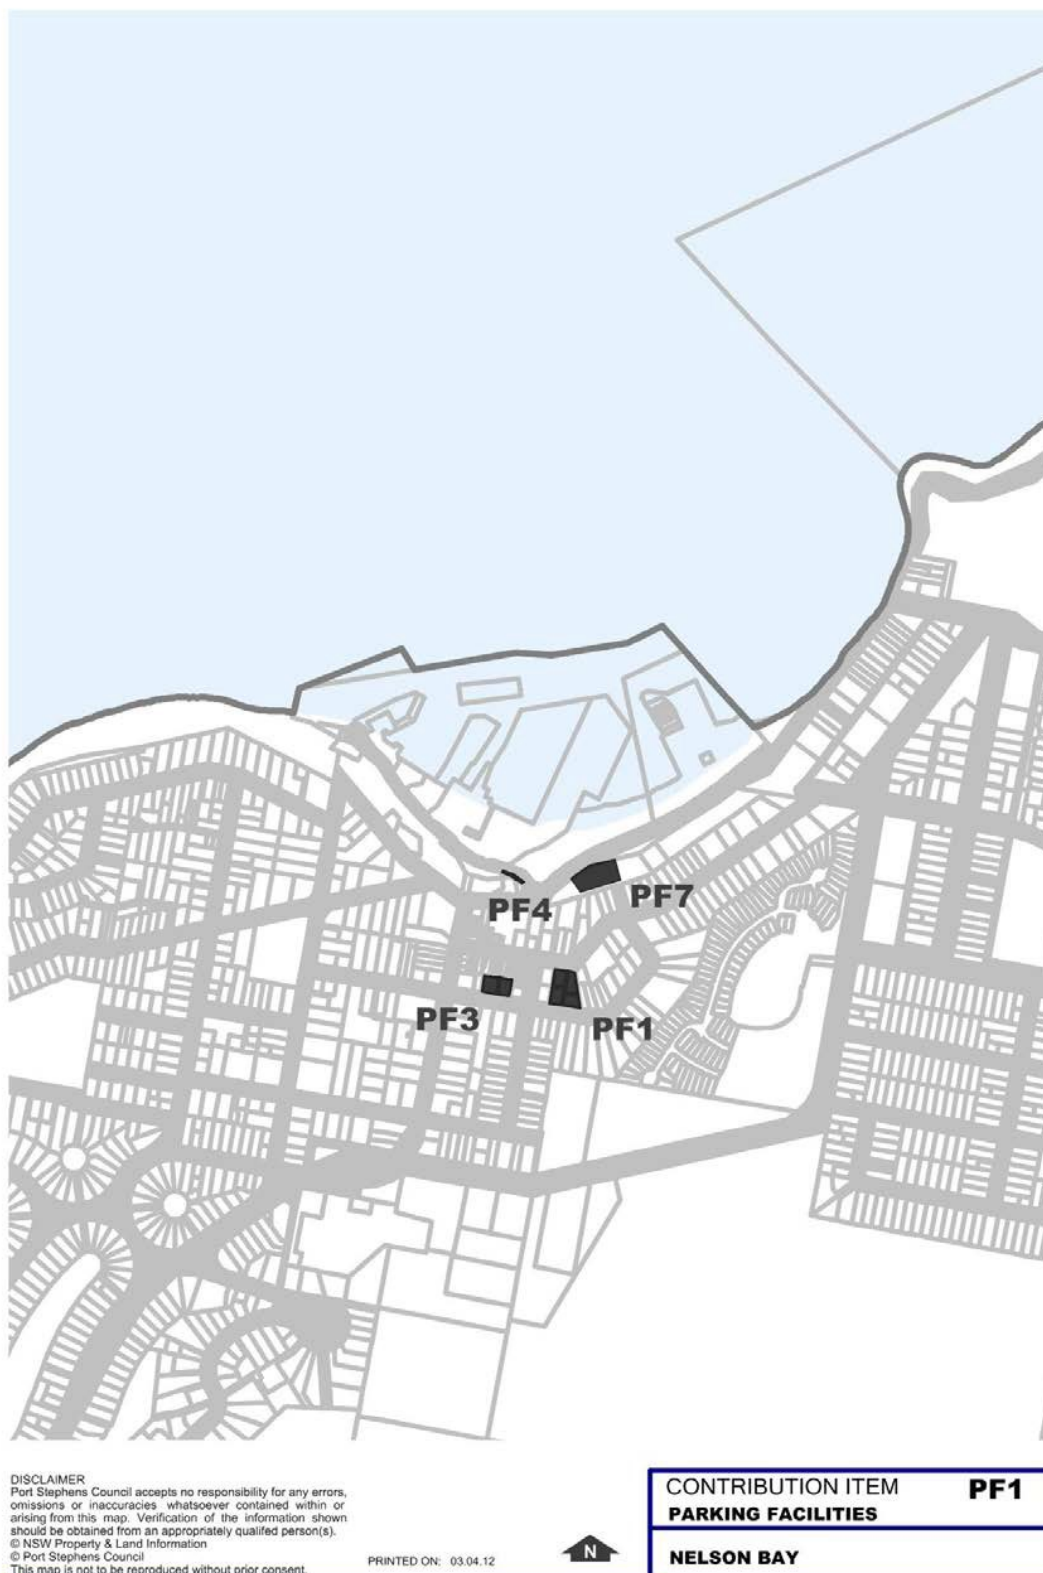 PF4
PF7
PF3
PF1
DISCLAIMER
Port Stephens Council accepts no responsibility for any errors,
omissions or inaccuracies whatsoever contained within or
arising from this map. Verification of the information shown
should be obtained from an appropriately qualifed person(s).
© NSW Property & Land Information
© Port Stephens Council
This map is not to be reproduced without prior consent.
PRINTED ON: 03.04.12
N
CONTRIBUTION ITEM PF1
PARKING FACILITIES
NELSON BAY